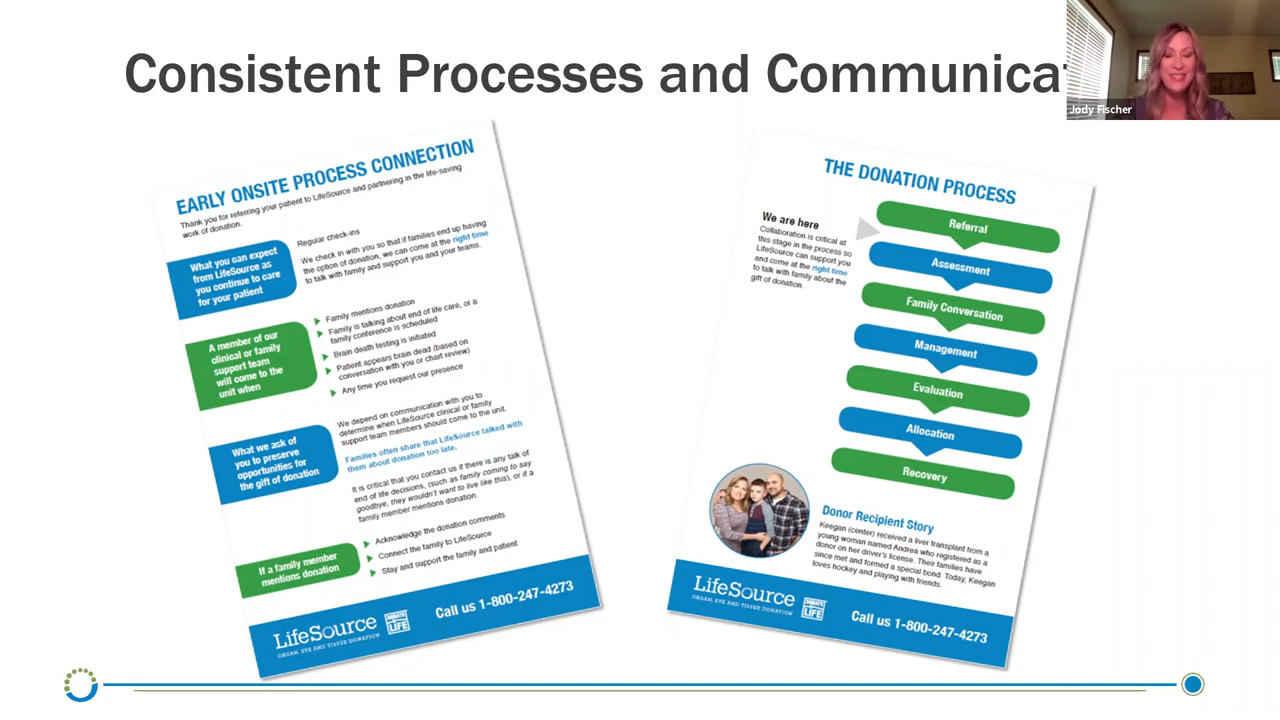 Consistent Processes and Communica
Jody Fischer
EARLY ONSITE PROCESS CONNECTION
Thank you for referring your patient to LifeSource and partnering in the life-saving
work of donation.
What you can expect
from LifeSource as
you continue to care
for your patient
Regular check-ins
We check in with you so that if families end up having
the option of donation, we can come at the right time
to talk with family and support you and your teams.
A member of our
clinical or family
support team
will come to the
unit when
Family mentions donation
Family is talking about end of life care, or a
family conference is scheduled
Brain death testing is initiated
Patient appears brain dead (based on
conversation with you or chart review)
Any time you request our presence
What we ask of
you to preserve
opportunities for
the gift of donation
We depend on communication with you to
determine when LifeSource clinical or family
support team members should come to the unit.
Families often share that LifeSource talked with
them about donation too late.
It is critical that you contact us if there is any talk of
end of life decisions, (such as family coming to say
goodbye, they wouldn't want to live like this), or if a
family member mentions donation.
If a family member
mentions donation
Acknowledge the donation comments
Connect the family to LifeSource
Stay and support the family and patient
LifeSource
ORGAN, EYE AND TISSUE DONATION
DONATE
LIFE
Call us 1-800-247-4273
THE DONATION PROCESS
We are here
Collaboration is critical at
this stage in the process so
LifeSource can support you
and come at the right time
to talk with family about the
gift of donation.
Referral
Assessment
Family Conversation
Management
Evaluation
Allocation
Recovery
Donor Recipient Story
Keegan (center) received a liver transplant from a
young woman named Andrea who registered as a
donor on her driver's license. Their families have
since met and formed a special bond. Today, Keegan
loves hockey and playing with friends.
LifeSource
ORGAN, EYE AND TISSUE DONATION
DONATE
LIFE
Call us 1-800-247-4273